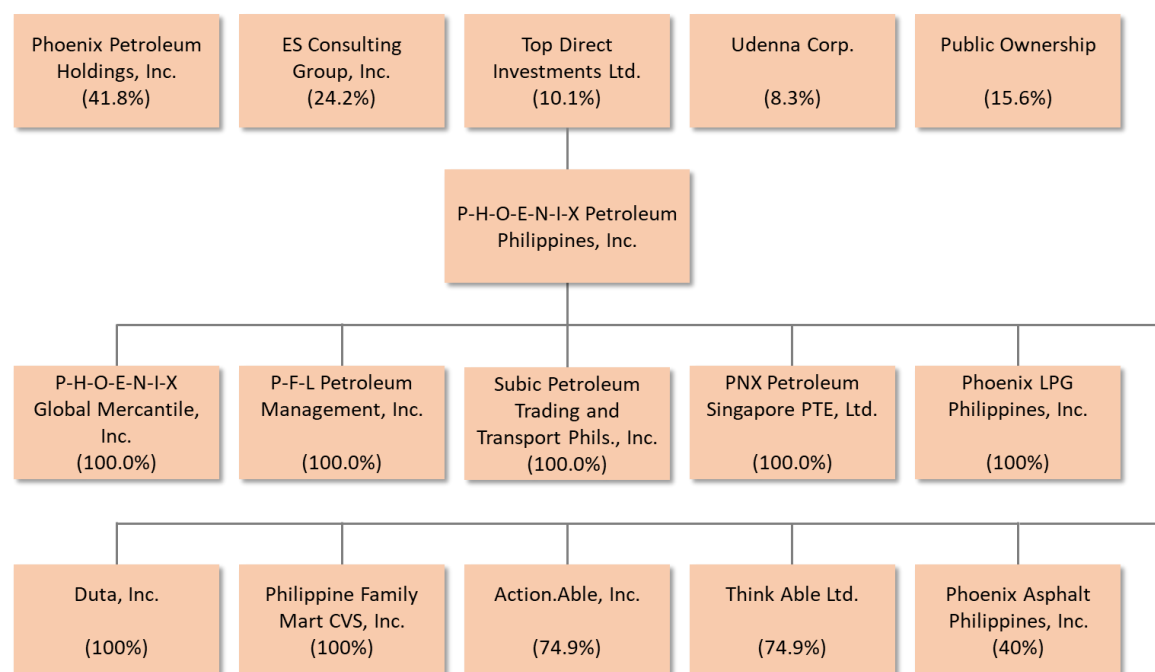 Phoenix Petroleum
Holdings, Inc.
(41.8%)
ES Consulting
Group, Inc.
(24.2%)
Top Direct
Investments Ltd.
(10.1%)
Udenna Corp.
(8.3%)
Public Ownership
(15.6%)
P-H-O-E-N-I-X Petroleum
Philippines, Inc.
P-H-O-E-N-I-X
Global Mercantile,
Inc.
(100.0%)
P-F-L Petroleum
Management, Inc.
(100.0%)
Subic Petroleum
Trading and
Transport Phils., Inc.
(100.0%)
PNX Petroleum
Singapore PTE, Ltd.
(100.0%)
Phoenix LPG
Philippines, Inc.
(100%)
Duta, Inc.
(100%)
Philippine Family
Mart CVS, Inc.
(100%)
Action.Able, Inc.
(74.9%)
Think Able Ltd.
(74.9%)
Phoenix Asphalt
Philippines, Inc.
(40%)